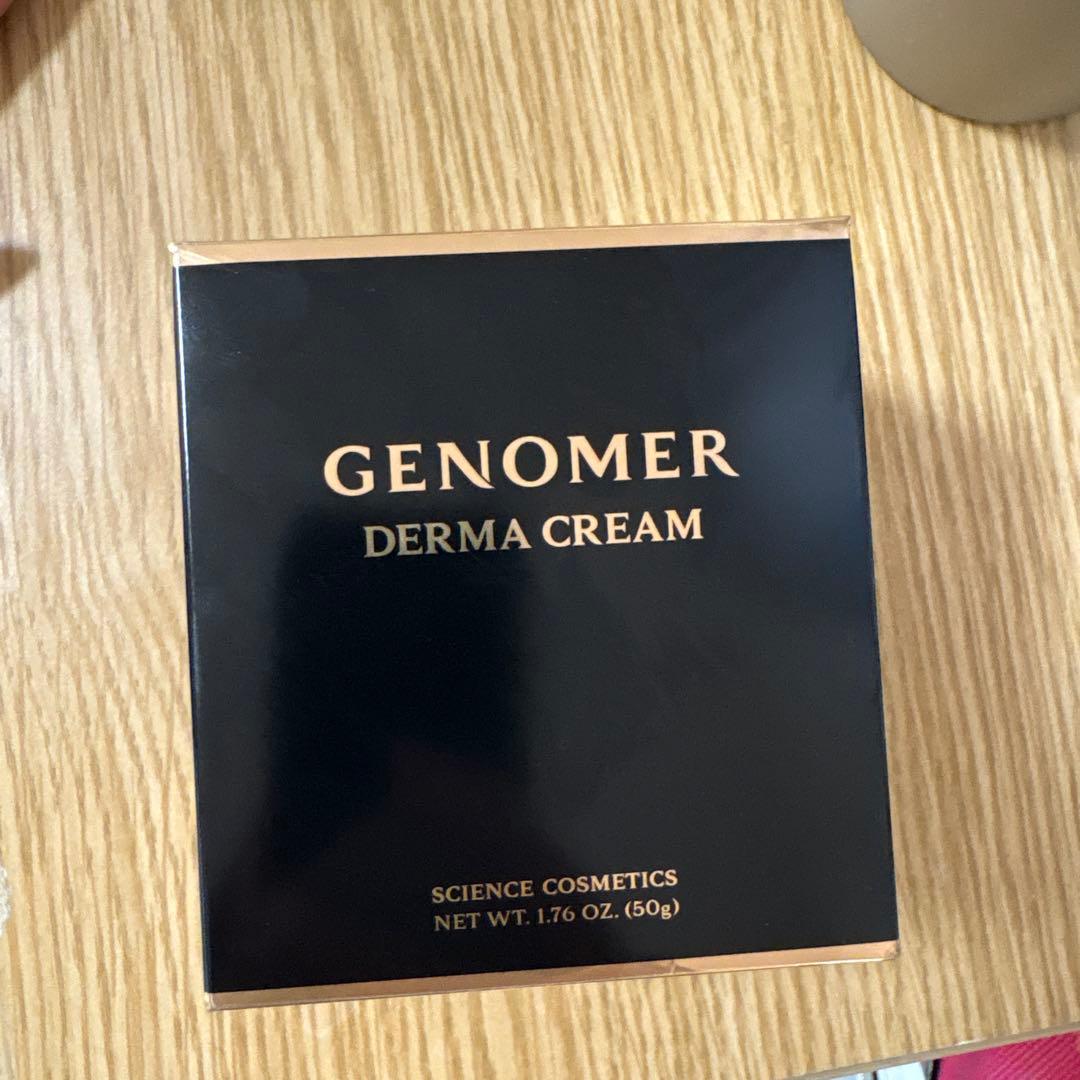 GENOMER
DERMA CREAM
SCIENCE COSMETICS
NET WT. 1.76 OZ. (50g)